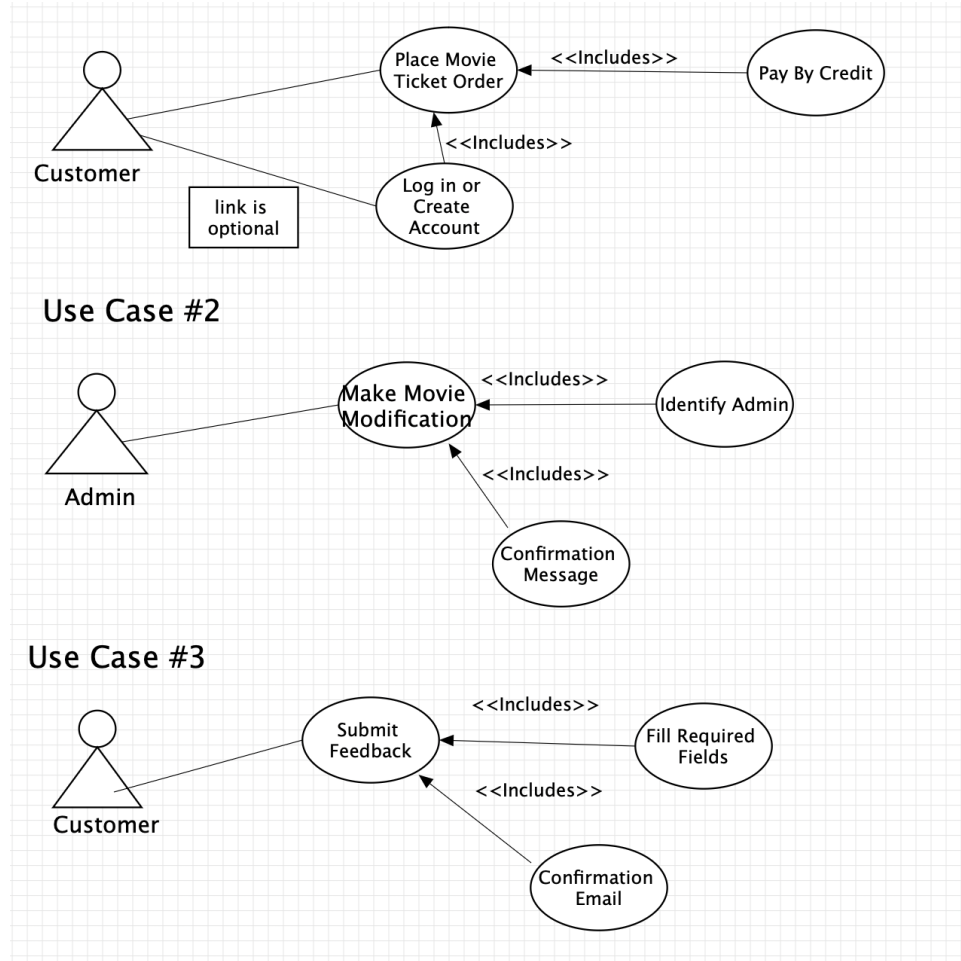 Place Movie
Ticket Order
<<Includes>>
Pay By Credit
<<Includes>>
Customer
link is
optional
Log in or
Create
Account
Use Case #2
Make Movie
Modification
<<Includes>>
Identify Admin
<<Includes>>
Admin
Confirmation
Message
Use Case #3
Submit
Feedback
<<Includes>>
Fill Required
Fields
<<Includes>>
Customer
Confirmation
Email